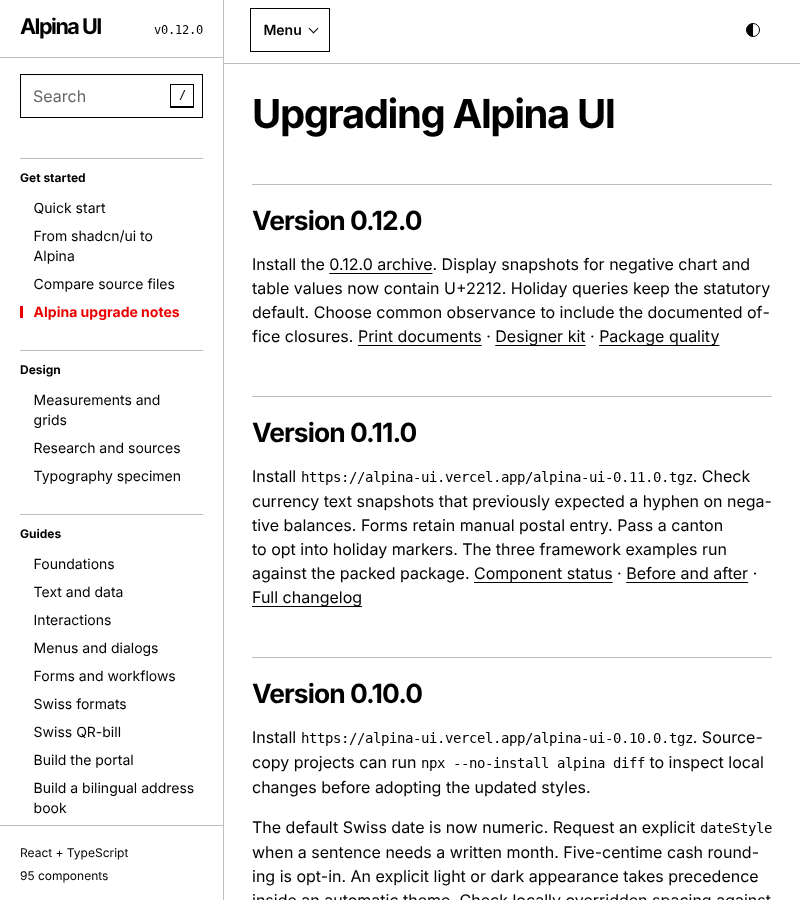 Alpina UI
v0.12.0
Search
/
Get started
Quick start
From shadcn/ui to
Alpina
Compare source files
Alpina upgrade notes
Design
Measurements and
grids
Research and sources
Typography specimen
Guides
Foundations
Text and data
Interactions
Menus and dialogs
Forms and workflows
Swiss formats
Swiss QR-bill
Build the portal
Build a bilingual address
book
React + TypeScript
95 components
Menu
Upgrading Alpina UI
Version 0.12.0
Install the 0.12.0 archive. Display snapshots for negative chart and
table values now contain U+2212. Holiday queries keep the statutory
default. Choose common observance to include the documented of-
fice closures. Print documents · Designer kit · Package quality
Version 0.11.0
Install https://alpina-ui.vercel.app/alpina-ui-0.11.0.tgz. Check
currency text snapshots that previously expected a hyphen on nega-
tive balances. Forms retain manual postal entry. Pass a canton
to opt into holiday markers. The three framework examples run
against the packed package. Component status · Before and after ·
Full changelog
Version 0.10.0
Install https://alpina-ui.vercel.app/alpina-ui-0.10.0.tgz. Source-
copy projects can run npx --no-install alpina diff to inspect local
changes before adopting the updated styles.
The default Swiss date is now numeric. Request an explicit dateStyle
when a sentence needs a written month. Five-centime cash round-
ing is opt-in. An explicit light or dark appearance takes precedence
inside an automatic theme. Check locally overridden spacing against